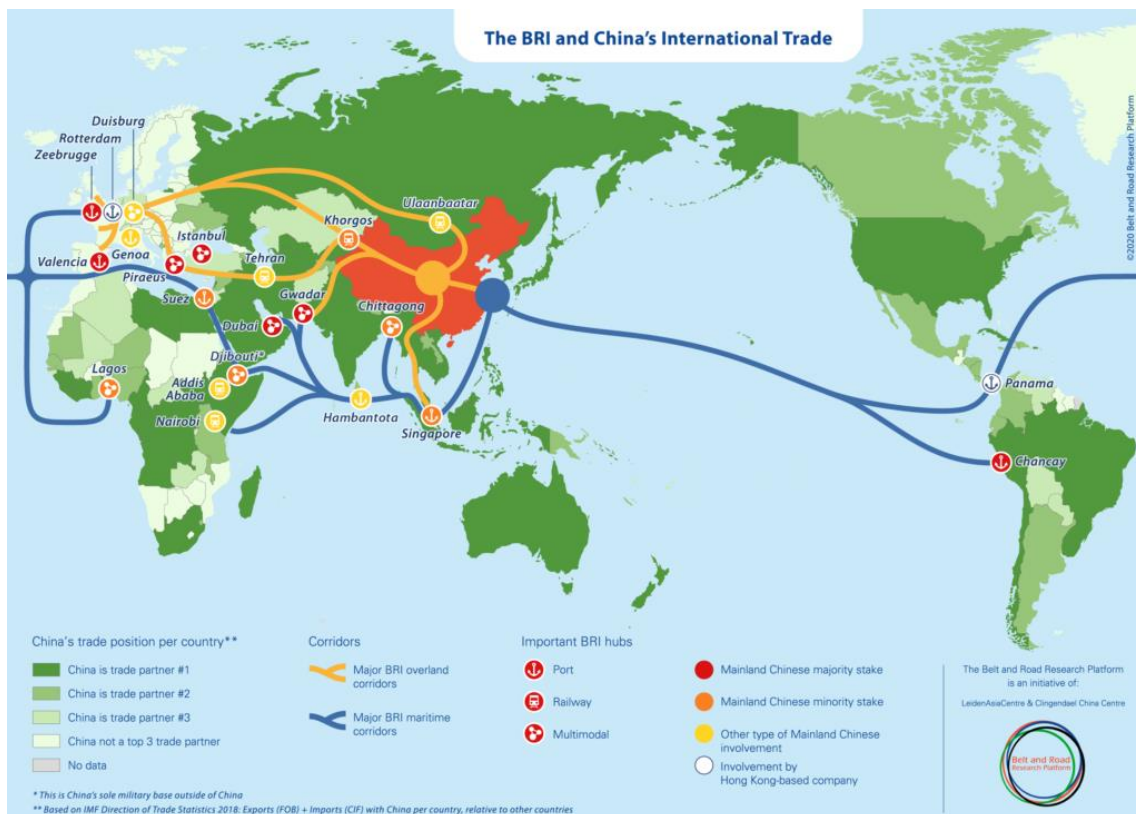 The BRI and China's International Trade
©2020 Belt and Road Research Platform
Duisburg
Rotterdam
Zeebrugge
Ulaanbaatar
Khorgos
Istanbul
Genoa
Valencia
Piraeus
Tehran
Suez
Gwadar
Chittagong
Dubai
Djibouti*
Lagos
Addis
Ababa
Nairobi
Hambantota
Singapore
Panama
Chancay
China's trade position per country**
China is trade partner #1
China is trade partner #2
China is trade partner #3
China not a top 3 trade partner
No data
Corridors
Major BRI overland
corridors
Major BRI maritime
corridors
Important BRI hubs
Port
Railway
Multimodal
Mainland Chinese majority stake
Mainland Chinese minority stake
Other type of Mainland Chinese
involvement
Involvement by
Hong Kong-based company
The Belt and Road Research Platform
is an initiative of:
LeidenAsiaCentre & Clingendael China Centre
Belt and Road
Research Platform
* This is China's sole military base outside of China
** Based on IMF Direction of Trade Statistics 2018: Exports (FOB) + Imports (CIF) with China per country, relative to other countries